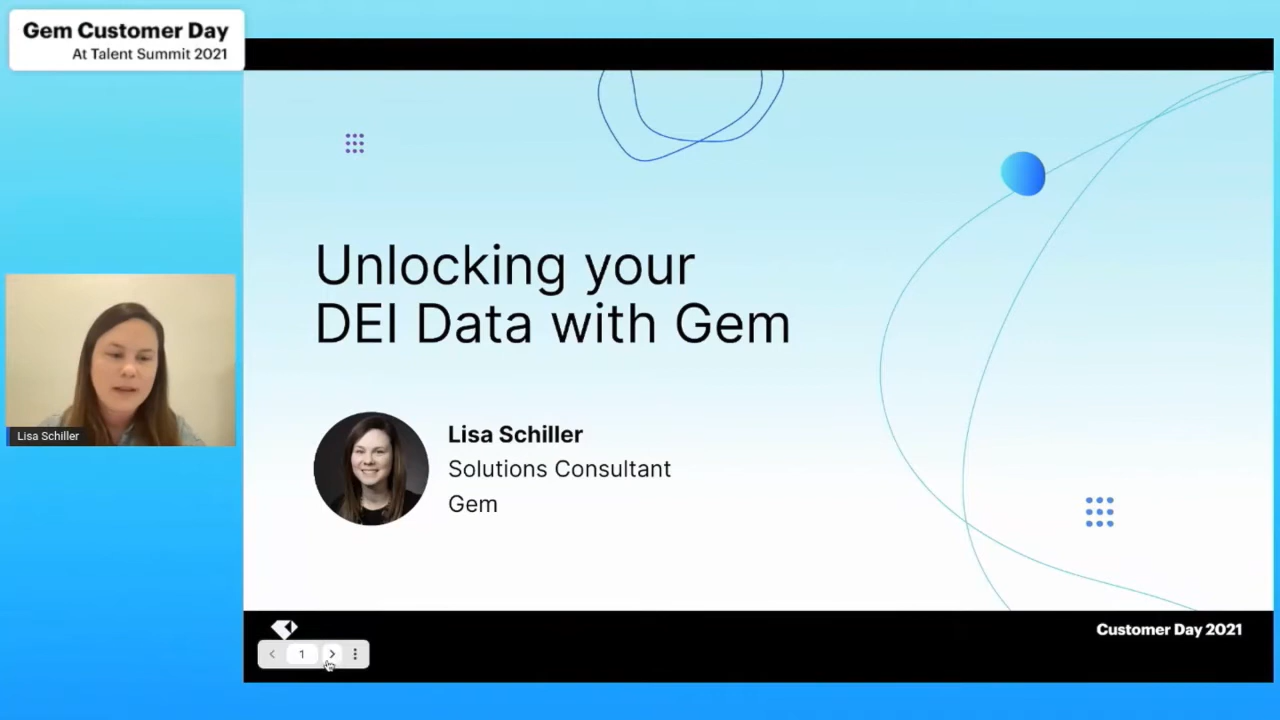 Gem Customer Day
At Talent Summit 2021
Unlocking your
DEI Data with Gem
Lisa Schiller
Solutions Consultant
Gem
Lisa Schiller
Customer Day 2021
1